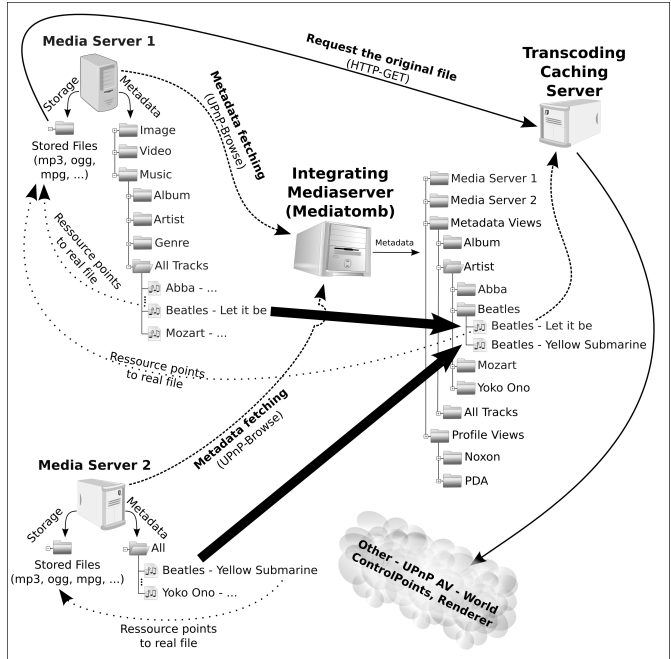 Media Server 1
Storage
Metadata
Stored Files
(mp3, ogg,
mpg, ...)
Image
Video
Music
Album
Artist
Genre
All Tracks
Abba - ...
Beatles - Let it be
Mozart - ...
Ressource points
to real file
Ressource points
to real file
Request the original file
(HTTP-GET)
Metadata fetching
(UPnP-Browse)
Transcoding
Caching
Server
Integrating
Mediaserver
(Mediatomb)
Metadata
Media Server 1
Media Server 2
Metadata Views
Album
Artist
Abba
Beatles
Beatles - Let it be
Beatles - Yellow Submarine
Mozart
Yoko Ono
All Tracks
Profile Views
Noxon
PDA
Metadata fetching
(UPnP-Browse)
Media Server 2
Storage
Metadata
Stored Files
(mp3, ogg, mpg, ...)
All
Beatles - Yellow Submarine
Yoko Ono - ...
Ressource points
to real file
Other - UPnP AV - World
ControlPoints, Renderer